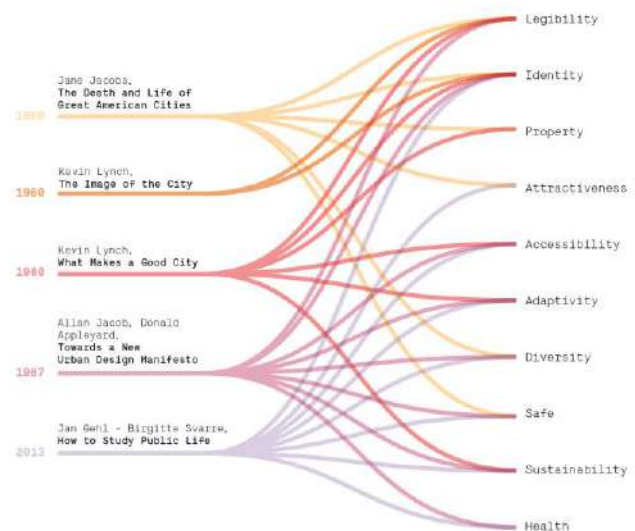 Jane Jacobs,
The Death and Life of
Great American Cities
Kevin Lynch,
The Image of the City
1960
Kevin Lynch,
What Makes a Good City
1960
Allan Jacob, Donald
Appleyard,
Towards a New
Urban Design Manifesto
1987
Jan Gehl - Birgitte Svarre,
How to Study Public Life
2013
Legibility
Identity
Property
Attractiveness
Accessibility
Adaptivity
Diversity
Safe
Sustainability
Health